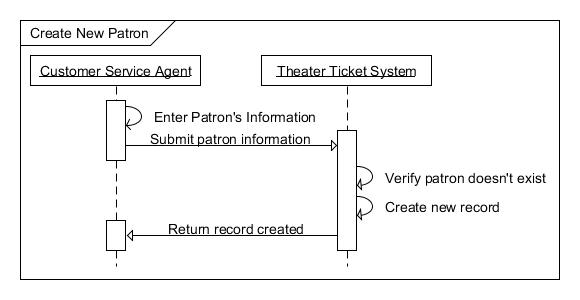 Create New Patron
Customer Service Agent
Theater Ticket System
Enter Patron's Information
Submit patron information
Verify patron doesn't exist
Create new record
Return record created